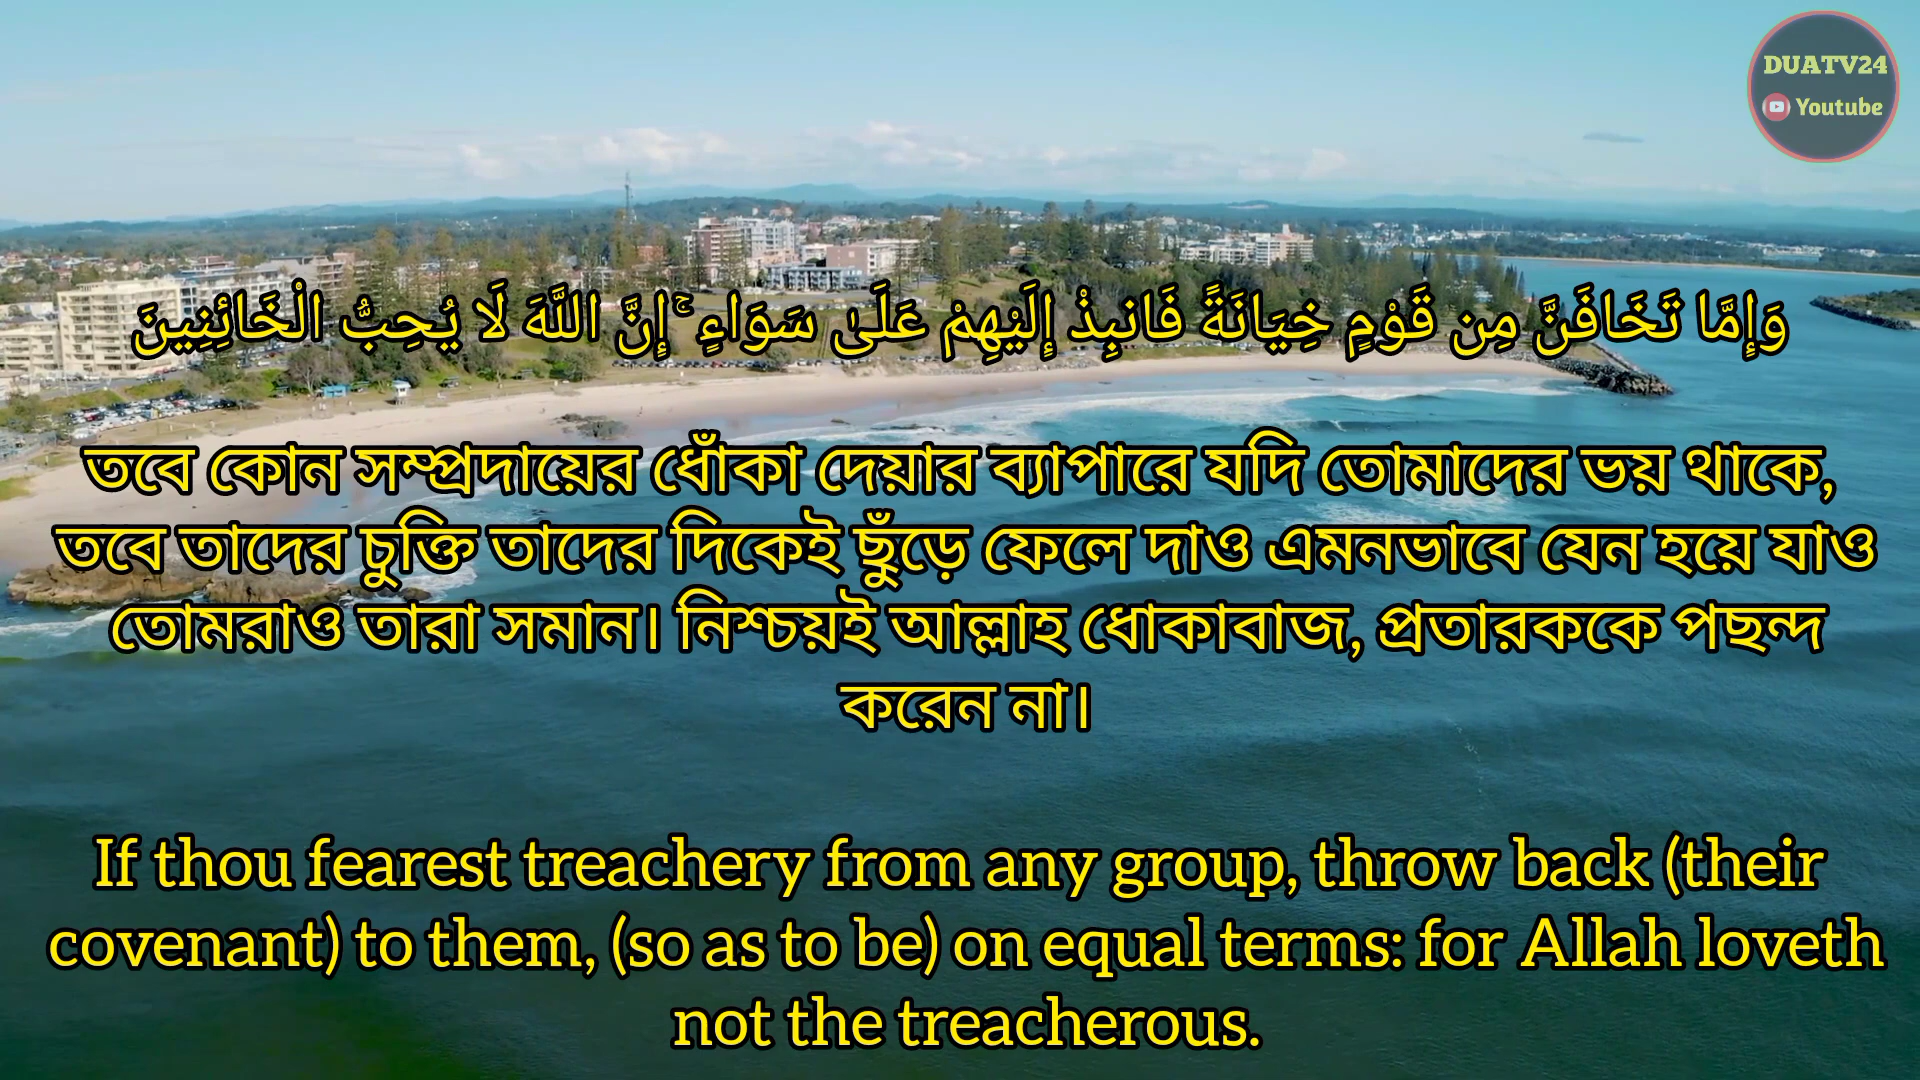 DUATV24
Youtube
وَإِمَّا تَخَافَنَّ مِن قَوْمٍ خِيَانَةً فَانبِذْ إِلَيْهِمْ عَلَىٰ سَوَاءٍ ۚ إِنَّ اللَّهَ لَا يُحِبُّ الْخَائِنِينَ
তবে কোন সম্প্রদায়ের ধোঁকা দেয়ার ব্যাপারে যদি তোমাদের ভয় থাকে,
তবে তাদের চুক্তি তাদের দিকেই ছুঁড়ে ফেলে দাও এমনভাবে যেন হয়ে যাও
তোমরাও তারা সমান। নিশ্চয়ই আল্লাহ ধোকাবাজ, প্রতারককে পছন্দ
করেন না।
If thou fearest treachery from any group, throw back (their
covenant) to them, (so as to be) on equal terms: for Allah loveth
not the treacherous.